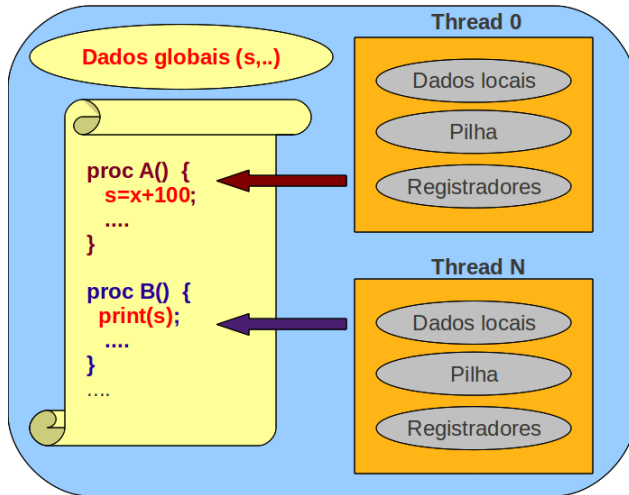 Dados globais (s,..)
proc A() {
s=x+100;
....
}
proc B() {
print(s);
....
}
....
Thread 0
Dados locais
Pilha
Registradores
Thread N
Dados locais
Pilha
Registradores